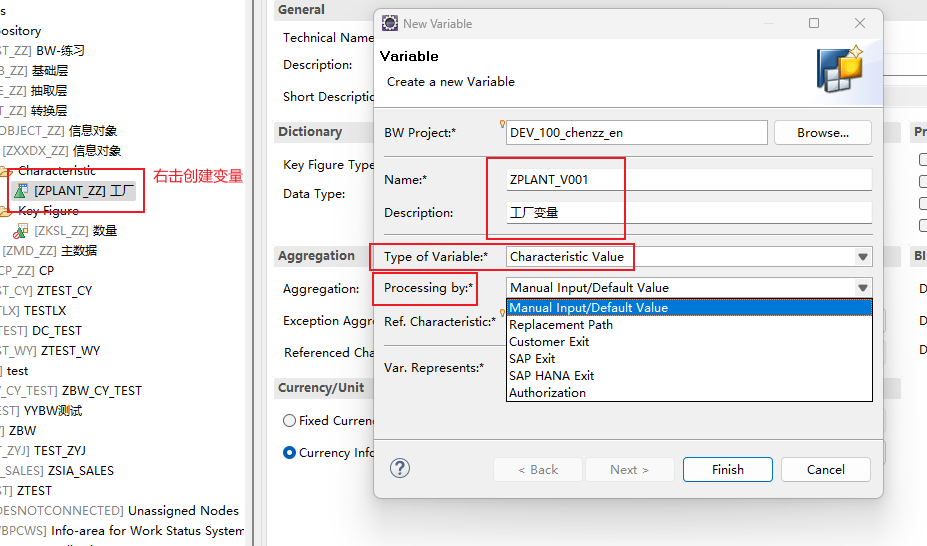 s
ository
ST_ZZ] BW-练习
B_ZZ] 基础层
E_ZZ] 抽取层
T_ZZ] 转换层
OBJECT_ZZ] 信息对象
[ZXXDX_ZZ] 信息对象
Characteristic
[ZPLANT_ZZ] 工厂
右击创建变量
Key Figure
[ZKSL_ZZ] 数量
[ZMD_ZZ] 主数据
CP_ZZ] CP
CY] ZTEST_CY
TLX] TESTLX
TEST] DC_TEST
ST_WY] ZTEST_WY
] test
W_CY_TEST] ZBW_CY_TEST
EST] YYBW测试
] ZBW
T_ZYJ] TEST_ZYJ
_SALES] ZSIA_SALES
ST] ZTEST
DESNOTCONNECTED] Unassigned Nodes
/BPCWS] Info-area for Work Status System
General
Technical Name
Description:
Short Descriptio
Dictionary
Key Figure Type
Data Type:
Aggregation
Aggregation:
Exception Aggr
Referenced Cha
Currency/Unit
Fixed Curren
Currency Info
New Variable
Variable
Create a new Variable
BW Project:*
DEV_100_chenzz_en
Browse...
Name:*
ZPLANT_V001
Description:
工厂变量
Type of Variable:*
Characteristic Value
Processing by:*
Manual Input/Default Value
Manual Input/Default Value
Replacement Path
Customer Exit
SAP Exit
SAP HANA Exit
Authorization
Ref. Characteristic:*
Var. Represents:*
?
< Back
Next >
Finish
Cancel
Pr
BI
D
D
D